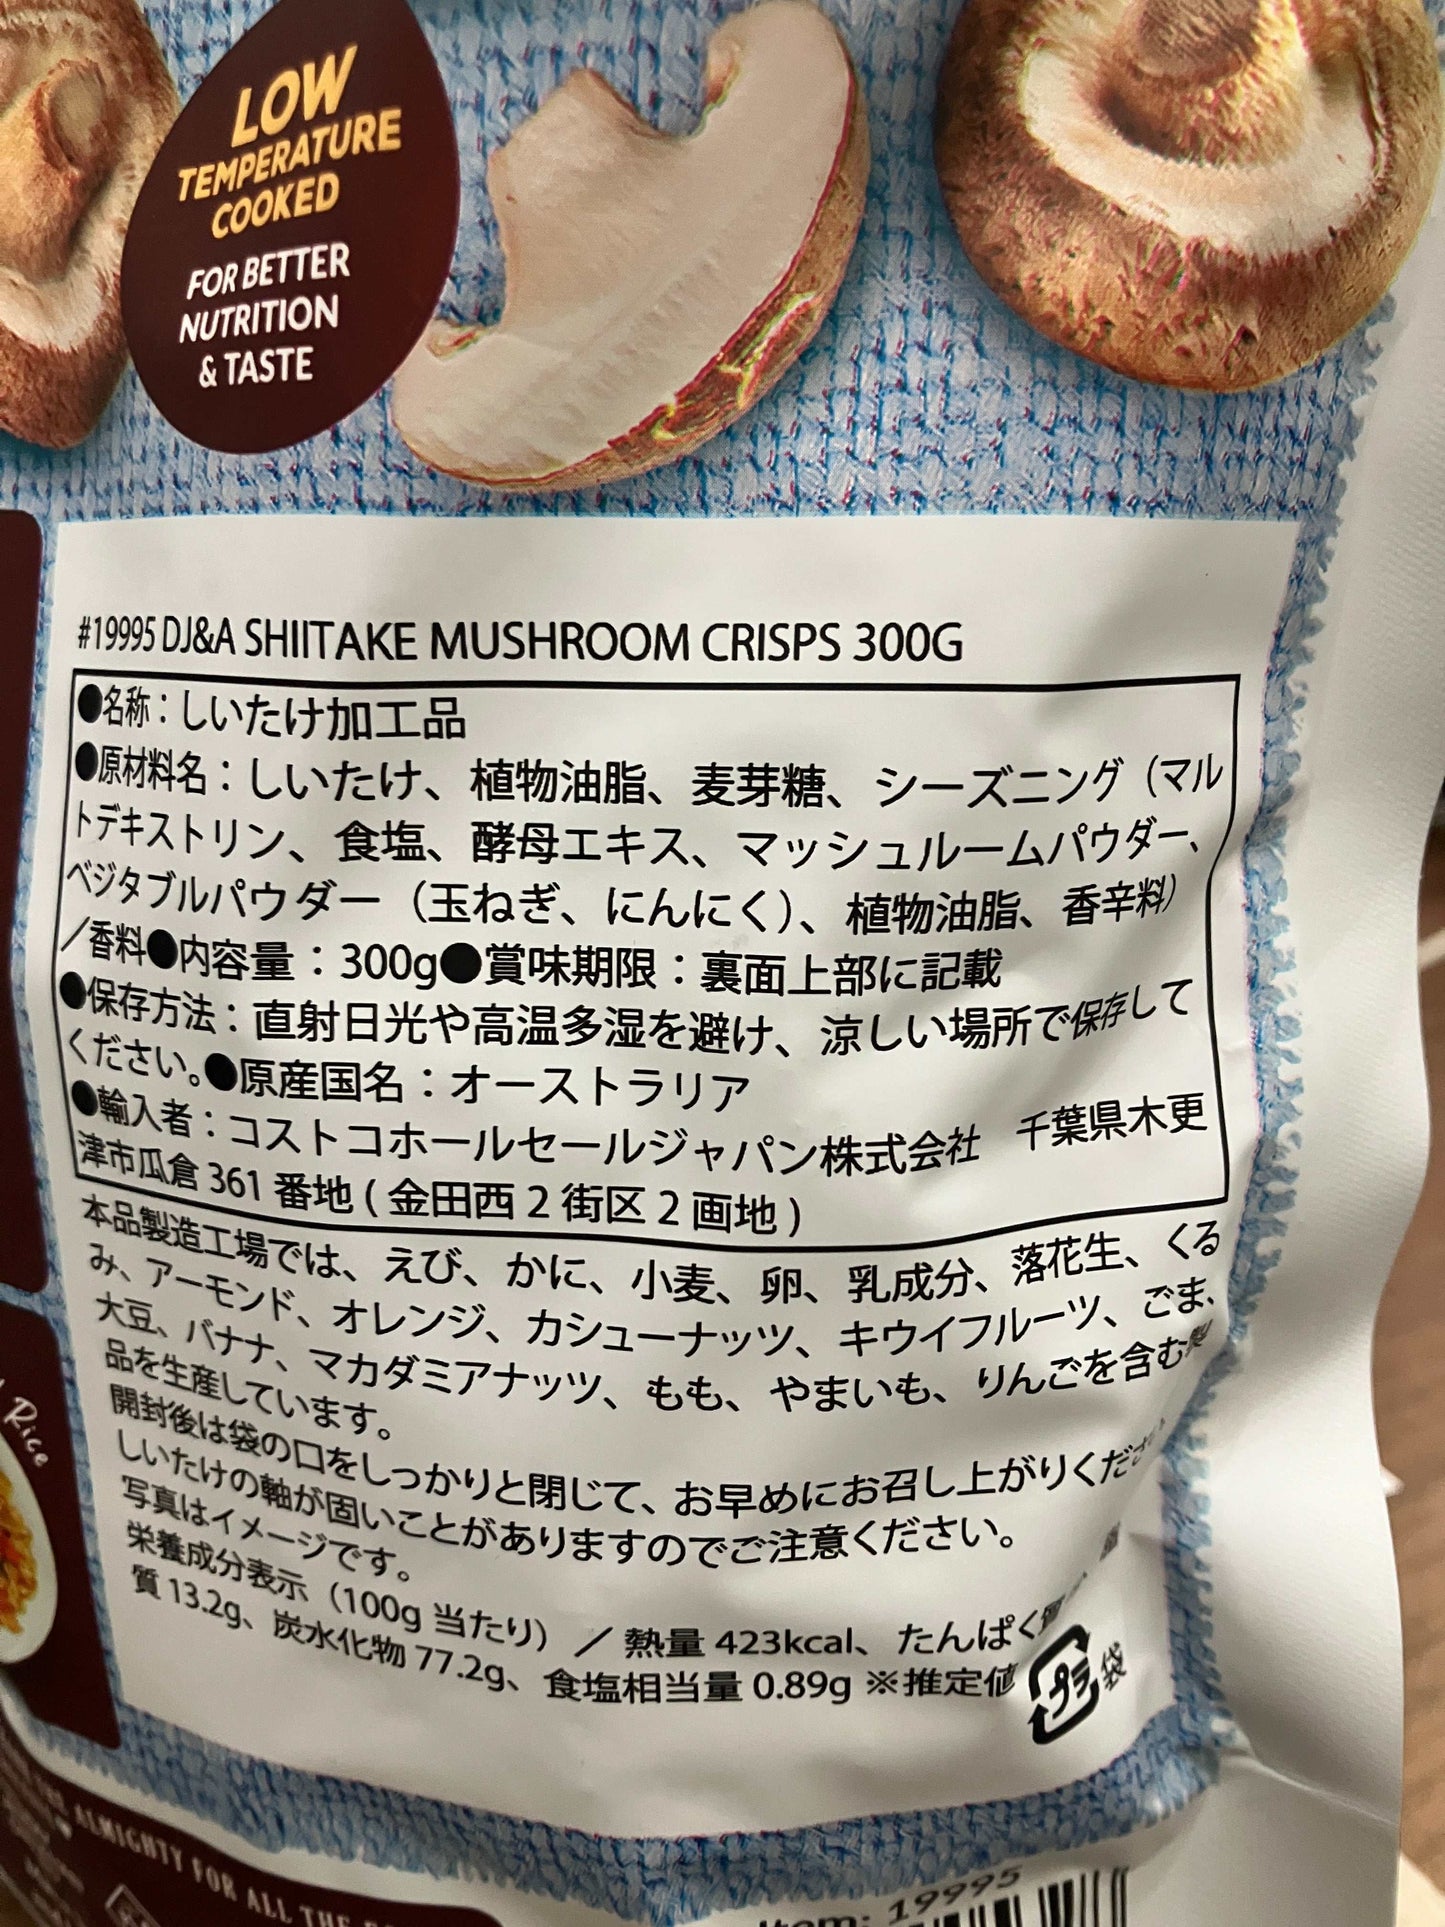 LOW
TEMPERATURE
COOKED
FOR BETTER
NUTRITION
& TASTE
#19995 DJ&A SHIITAKE MUSHROOM CRISPS 300G
●名称：しいたけ加工品
●原材料名：しいたけ、植物油脂、麦芽糖、シーズニング（マル
トデキストリン、食塩、酵母エキス、マッシュルームパウダー、
ベジタブルパウダー（玉ねぎ、にんにく）、植物油脂、香辛料）
／香料●内容量：300g●賞味期限：裏面上部に記載
●保存方法：直射日光や高温多湿を避け、涼しい場所で保存して
ください。●原産国名：オーストラリア
●輸入者：コストコホールセールジャパン株式会社 千葉県木更
津市瓜倉 361 番地 ( 金田西 2 街区 2 画地 )
本品製造工場では、えび、かに、小麦、卵、乳成分、落花生、くる
み、アーモンド、オレンジ、カシューナッツ、キウイフルーツ、ごま、
大豆、バナナ、マカダミアナッツ、もも、やまいも、りんごを含む製
品を生産しています。
開封後は袋の口をしっかりと閉じて、お早めにお召し上がりくださ
しいたけの軸が固いことがありますのでご注意ください。
写真はイメージです。
栄養成分表示（100g 当たり）／熱量 423kcal、たんぱく質
質 13.2g、炭水化物 77.2g、食塩相当量 0.89g ※推定値
プラ 袋
Rice
ALMIGHTY FOR ALL THE
Item: 19995